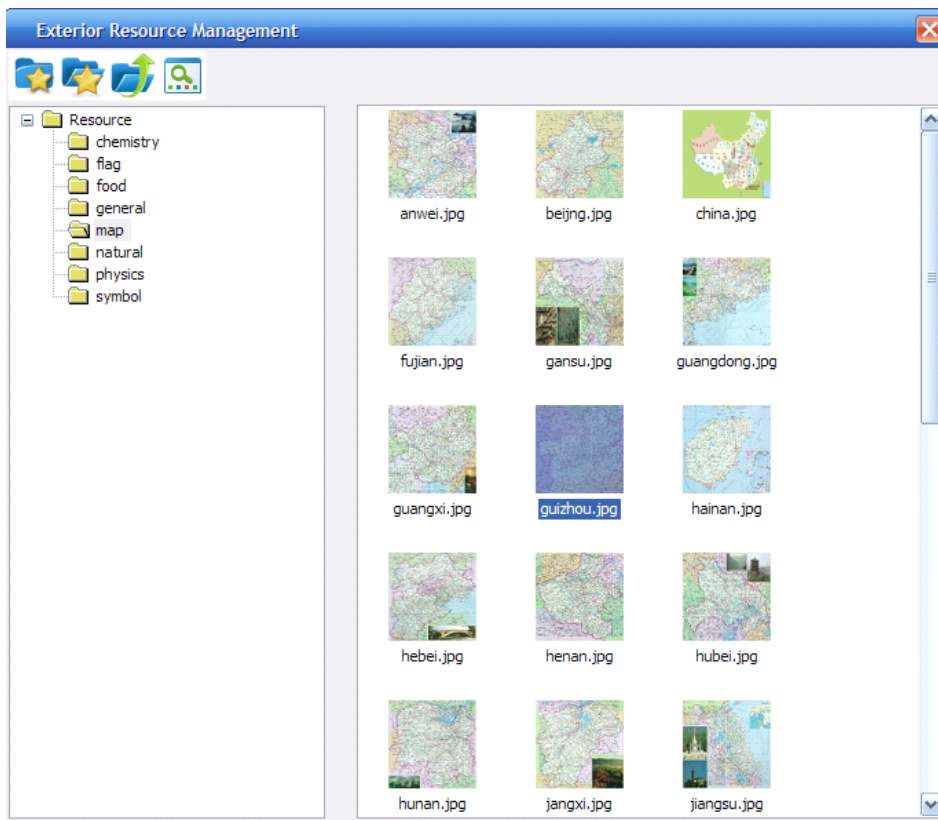 Exterior Resource Management
Resource
chemistry
flag
food
general
map
natural
physics
symbol
anwei.jpg beijng.jpg china.jpg
fujian.jpg gansu.jpg guangdong.jpg
guangxi.jpg guizhou.jpg hainan.jpg
hebei.jpg henan.jpg hubei.jpg
hunan.jpg jangxi.jpg jiangsu.jpg